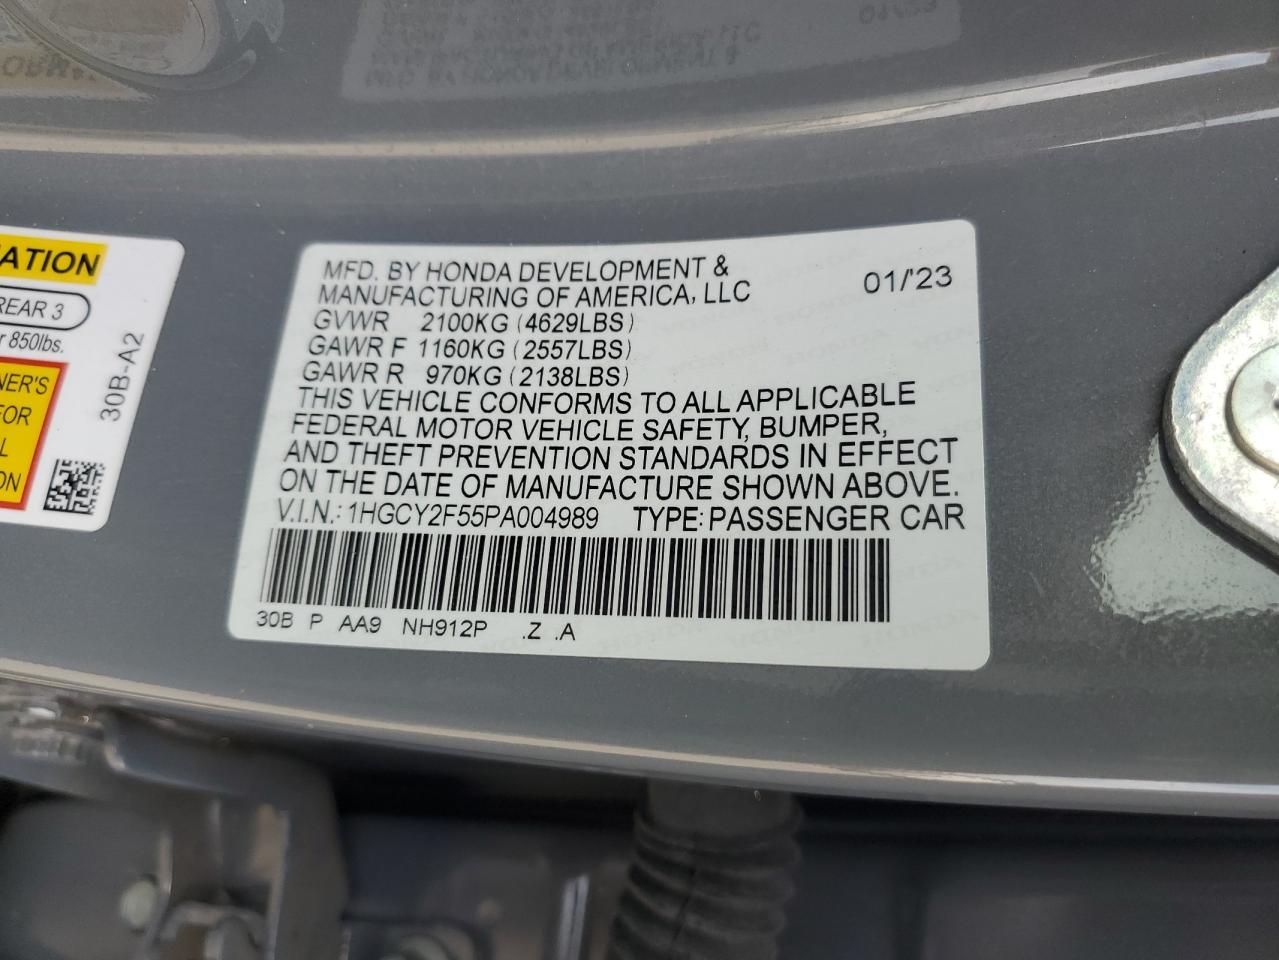 MFD. BY HONDA DEVELOPMENT & 01/'23
MANUFACTURING OF AMERICA, LLC
GVWR 2100KG (4629LBS)
GAWR F 1160KG (2557LBS)
GAWR R 970KG (2138LBS)
THIS VEHICLE CONFORMS TO ALL APPLICABLE
FEDERAL MOTOR VEHICLE SAFETY, BUMPER,
AND THEFT PREVENTION STANDARDS IN EFFECT
ON THE DATE OF MANUFACTURE SHOWN ABOVE.
V.I.N.: 1HGCY2F55PA004989 TYPE: PASSENGER CAR
30B P AA9 NH912P .Z .A
REAR 3
850lbs.
30B-A2
FOR